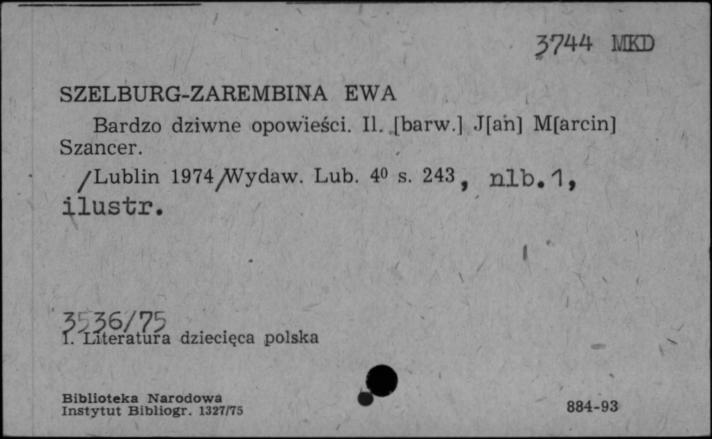 3744 MKD
SZELBURG-ZAREMBINA EWA
Bardzo dziwne opowieści. Il. [barw.] J[an] M[arcin]
Szancer.
/Lublin 1974/Wydaw. Lub. 4⁰ s. 243, nlb.1,
ilustr.
3536/75
1. Literatura dziecięca polska
Biblioteka Narodowa
Instytut Bibliogr. 1327/75
884-93